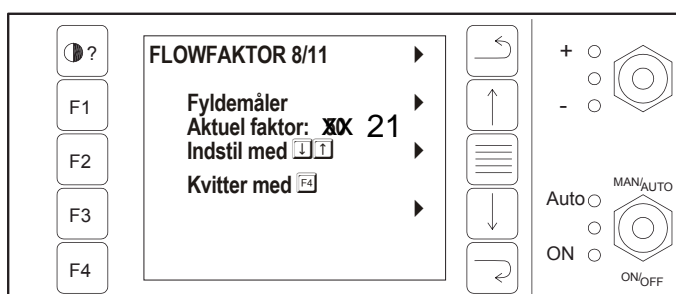 ?
F1
F2
F3
F4
FLOWFAKTOR 8/11
Fyldemåler
Aktuel faktor: 21
Indstil med ↓ ↑
Kvitter med F4
+
-
Auto
ON
MAN/AUTO
ON/OFF